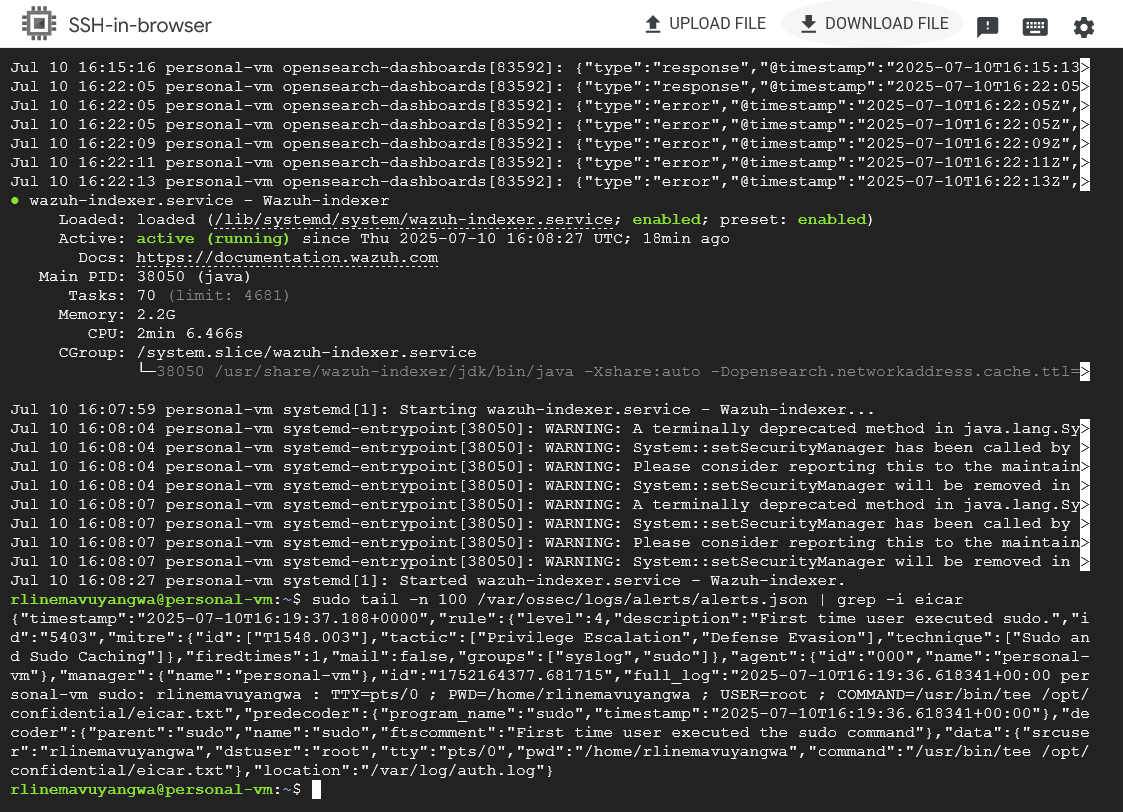 SSH-in-browser
UPLOAD FILE
DOWNLOAD FILE
Jul 10 16:15:16 personal-vm opensearch-dashboards[83592]: {"type":"response","@timestamp":"2025-07-10T16:15:13>
Jul 10 16:22:05 personal-vm opensearch-dashboards[83592]: {"type":"response","@timestamp":"2025-07-10T16:22:05>
Jul 10 16:22:05 personal-vm opensearch-dashboards[83592]: {"type":"error","@timestamp":"2025-07-10T16:22:05Z",>
Jul 10 16:22:05 personal-vm opensearch-dashboards[83592]: {"type":"error","@timestamp":"2025-07-10T16:22:05Z",>
Jul 10 16:22:09 personal-vm opensearch-dashboards[83592]: {"type":"error","@timestamp":"2025-07-10T16:22:09Z",>
Jul 10 16:22:11 personal-vm opensearch-dashboards[83592]: {"type":"error","@timestamp":"2025-07-10T16:22:11Z",>
Jul 10 16:22:13 personal-vm opensearch-dashboards[83592]: {"type":"error","@timestamp":"2025-07-10T16:22:13Z",>
● wazuh-indexer.service - Wazuh-indexer
Loaded: loaded (/lib/systemd/system/wazuh-indexer.service; enabled; preset: enabled)
Active: active (running) since Thu 2025-07-10 16:08:27 UTC; 18min ago
Docs: https://documentation.wazuh.com
Main PID: 38050 (java)
Tasks: 70 (limit: 4681)
Memory: 2.2G
CPU: 2min 6.466s
CGroup: /system.slice/wazuh-indexer.service
└─38050 /usr/share/wazuh-indexer/jdk/bin/java -Xshare:auto -Dopensearch.networkaddress.cache.ttl=>
Jul 10 16:07:59 personal-vm systemd[1]: Starting wazuh-indexer.service - Wazuh-indexer...
Jul 10 16:08:04 personal-vm systemd-entrypoint[38050]: WARNING: A terminally deprecated method in java.lang.Sy>
Jul 10 16:08:04 personal-vm systemd-entrypoint[38050]: WARNING: System::setSecurityManager has been called by >
Jul 10 16:08:04 personal-vm systemd-entrypoint[38050]: WARNING: Please consider reporting this to the maintain>
Jul 10 16:08:04 personal-vm systemd-entrypoint[38050]: WARNING: System::setSecurityManager will be removed in >
Jul 10 16:08:07 personal-vm systemd-entrypoint[38050]: WARNING: A terminally deprecated method in java.lang.Sy>
Jul 10 16:08:07 personal-vm systemd-entrypoint[38050]: WARNING: System::setSecurityManager has been called by >
Jul 10 16:08:07 personal-vm systemd-entrypoint[38050]: WARNING: Please consider reporting this to the maintain>
Jul 10 16:08:07 personal-vm systemd-entrypoint[38050]: WARNING: System::setSecurityManager will be removed in >
Jul 10 16:08:27 personal-vm systemd[1]: Started wazuh-indexer.service - Wazuh-indexer.
rlinemavuyangwa@personal-vm:~$ sudo tail -n 100 /var/ossec/logs/alerts/alerts.json | grep -i eicar
{"timestamp":"2025-07-10T16:19:37.188+0000","rule":{"level":4,"description":"First time user executed sudo.","i
d":"5403","mitre":{"id":["T1548.003"],"tactic":["Privilege Escalation","Defense Evasion"],"technique":["Sudo an
d Sudo Caching"]},"firedtimes":1,"mail":false,"groups":["syslog","sudo"]},"agent":{"id":"000","name":"personal-
vm"},"manager":{"name":"personal-vm"},"id":"1752164377.681715","full_log":"2025-07-10T16:19:36.618341+00:00 per
sonal-vm sudo: rlinemavuyangwa : TTY=pts/0 ; PWD=/home/rlinemavuyangwa ; USER=root ; COMMAND=/usr/bin/tee /opt/
confidential/eicar.txt","predecoder":{"program_name":"sudo","timestamp":"2025-07-10T16:19:36.618341+00:00"},"de
coder":{"parent":"sudo","name":"sudo","ftscomment":"First time user executed the sudo command"},"data":{"srcuse
r":"rlinemavuyangwa","dstuser":"root","tty":"pts/0","pwd":"/home/rlinemavuyangwa","command":"/usr/bin/tee /opt/
confidential/eicar.txt"},"location":"/var/log/auth.log"}
rlinemavuyangwa@personal-vm:~$